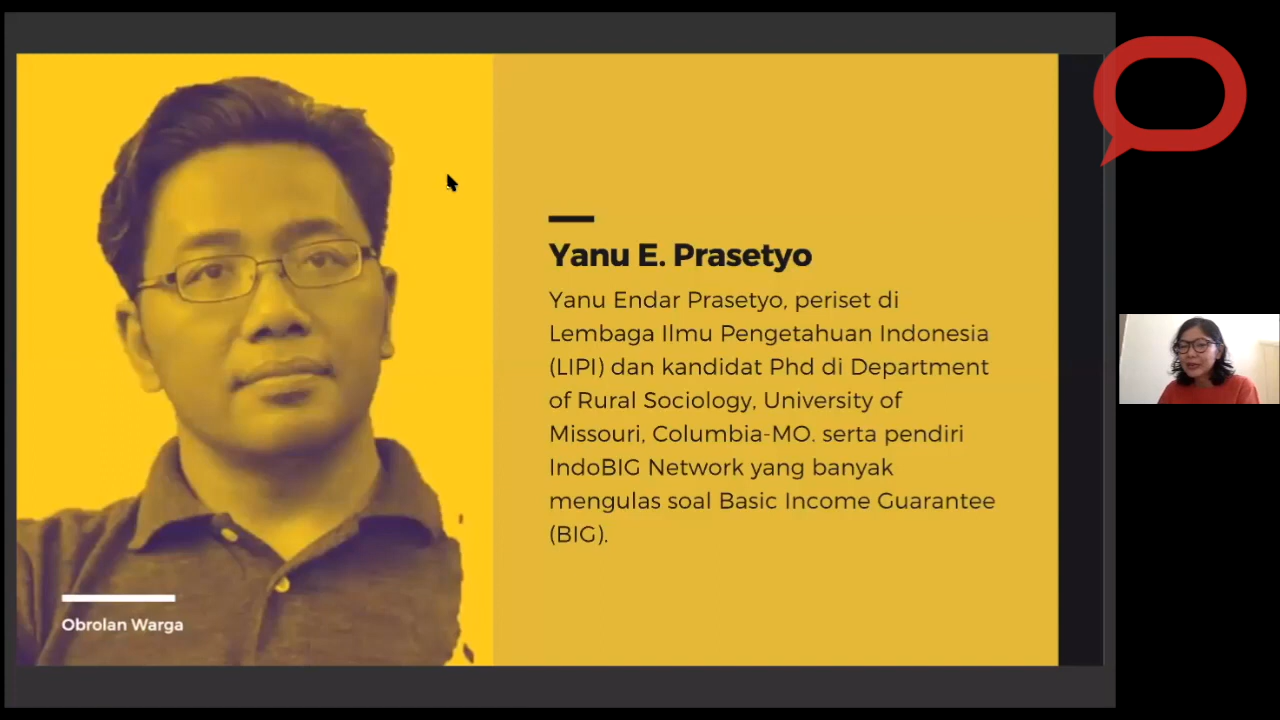 Yanu E. Prasetyo
Yanu Endar Prasetyo, periset di
Lembaga Ilmu Pengetahuan Indonesia
(LIPI) dan kandidat Phd di Department
of Rural Sociology, University of
Missouri, Columbia-MO. serta pendiri
IndoBIG Network yang banyak
mengulas soal Basic Income Guarantee
(BIG).
Obrolan Warga